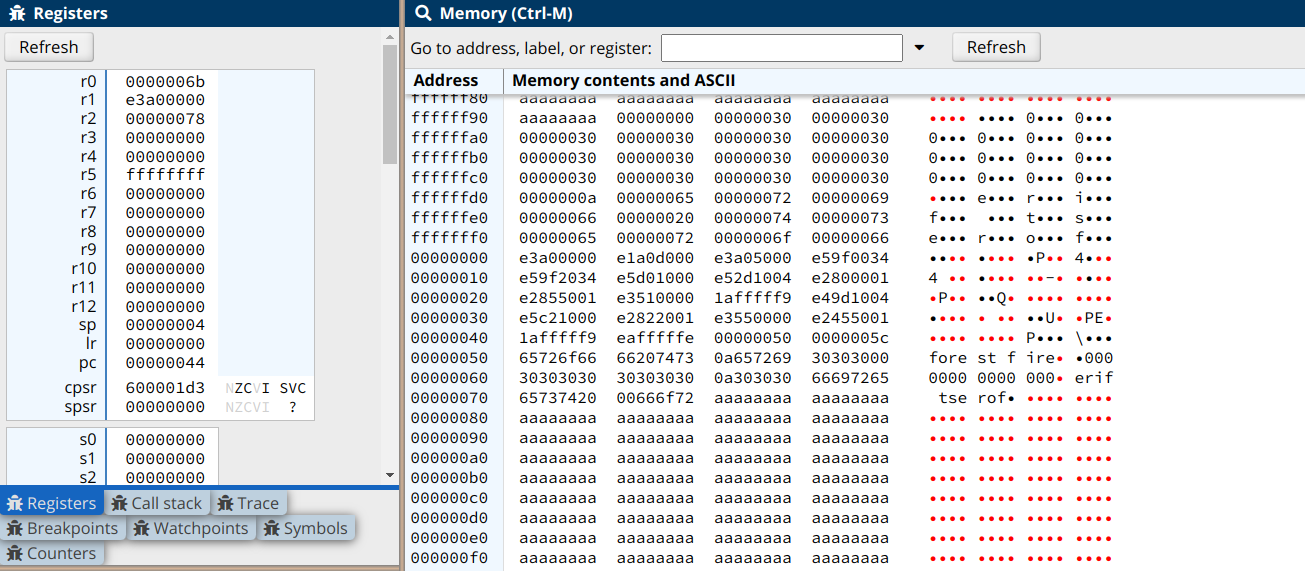 Registers
Refresh
r0 0000006b
r1 e3a00000
r2 00000078
r3 00000000
r4 00000000
r5 ffffffff
r6 00000000
r7 00000000
r8 00000000
r9 00000000
r10 00000000
r11 00000000
r12 00000000
sp 00000004
lr 00000000
pc 00000044
cpsr 600001d3 NZCVI SVC
spsr 00000000 NZCVI ?
s0 00000000
s1 00000000
s2 00000000
Registers Call stack Trace
Breakpoints Watchpoints Symbols
Counters
Memory (Ctrl-M)
Go to address, label, or register: Refresh
Address Memory contents and ASCII
ffffff80 aaaaaaaa aaaaaaaa aaaaaaaa aaaaaaaa •••• •••• •••• ••••
ffffff90 aaaaaaaa 00000000 00000030 00000030 •••• •••• 0••• 0•••
ffffffa0 00000030 00000030 00000030 00000030 0••• 0••• 0••• 0•••
ffffffb0 00000030 00000030 00000030 00000030 0••• 0••• 0••• 0•••
ffffffc0 00000030 00000030 00000030 00000030 0••• 0••• 0••• 0•••
ffffffd0 0000000a 00000065 00000072 00000069 •••• e••• r••• i•••
ffffffe0 00000066 00000020 00000074 00000073 f•••  ••• t••• s•••
fffffff0 00000065 00000072 0000006f 00000066 e••• r••• o••• f•••
00000000 e3a00000 e1a0d000 e3a05000 e59f0034 •••• •••• •P•• 4•••
00000010 e59f2034 e5d01000 e52d1004 e2800001 4 •• •••• ••-• ••••
00000020 e2855001 e3510000 1afffff9 e49d1004 •P•• ••Q• •••• ••••
00000030 e5c21000 e2822001 e3550000 e2455001 •••• • •• ••U• •PE•
00000040 1afffff9 eafffffe 00000050 0000005c •••• •••• P••• \•••
00000050 65726f66 66207473 0a657269 30303000 fore st f ire• •000
00000060 30303030 30303030 0a303030 66697265 0000 0000 000• erif
00000070 65737420 00666f72 aaaaaaaa aaaaaaaa  tse rof• •••• ••••
00000080 aaaaaaaa aaaaaaaa aaaaaaaa aaaaaaaa •••• •••• •••• ••••
00000090 aaaaaaaa aaaaaaaa aaaaaaaa aaaaaaaa •••• •••• •••• ••••
000000a0 aaaaaaaa aaaaaaaa aaaaaaaa aaaaaaaa •••• •••• •••• ••••
000000b0 aaaaaaaa aaaaaaaa aaaaaaaa aaaaaaaa •••• •••• •••• ••••
000000c0 aaaaaaaa aaaaaaaa aaaaaaaa aaaaaaaa •••• •••• •••• ••••
000000d0 aaaaaaaa aaaaaaaa aaaaaaaa aaaaaaaa •••• •••• •••• ••••
000000e0 aaaaaaaa aaaaaaaa aaaaaaaa aaaaaaaa •••• •••• •••• ••••
000000f0 aaaaaaaa aaaaaaaa aaaaaaaa aaaaaaaa •••• •••• •••• ••••